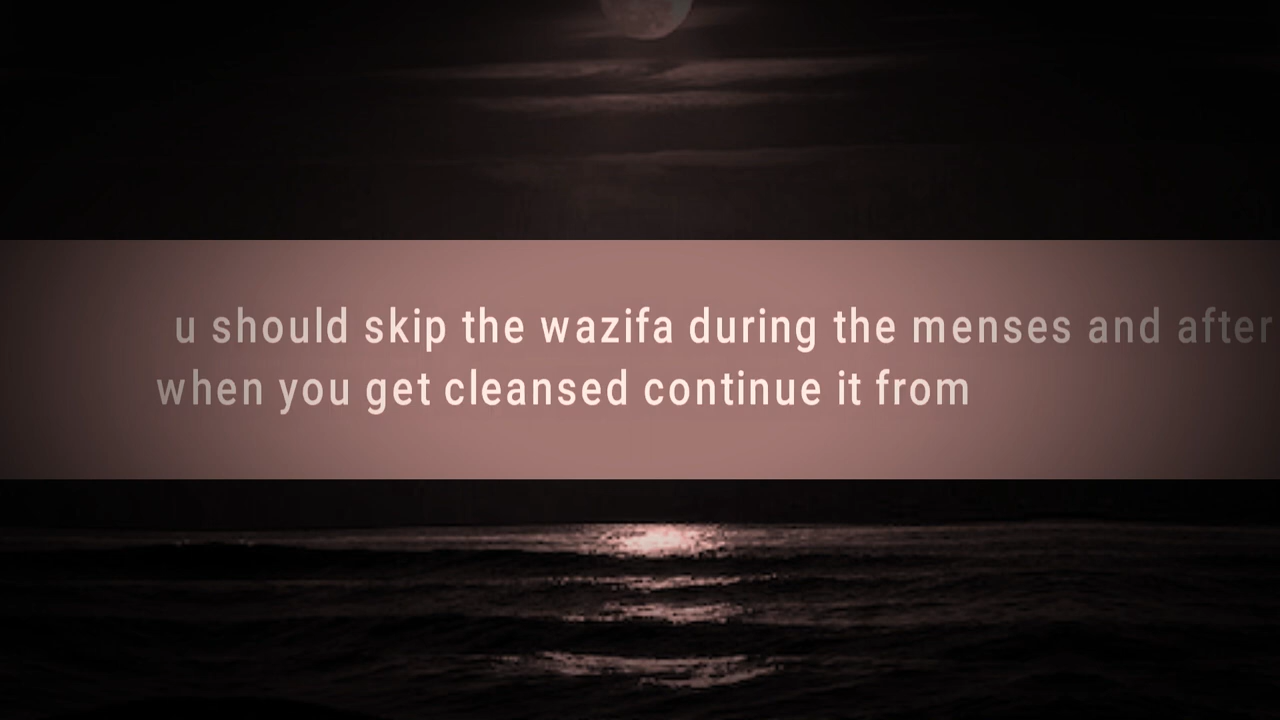 u should skip the wazifa during the menses and after
when you get cleansed continue it from